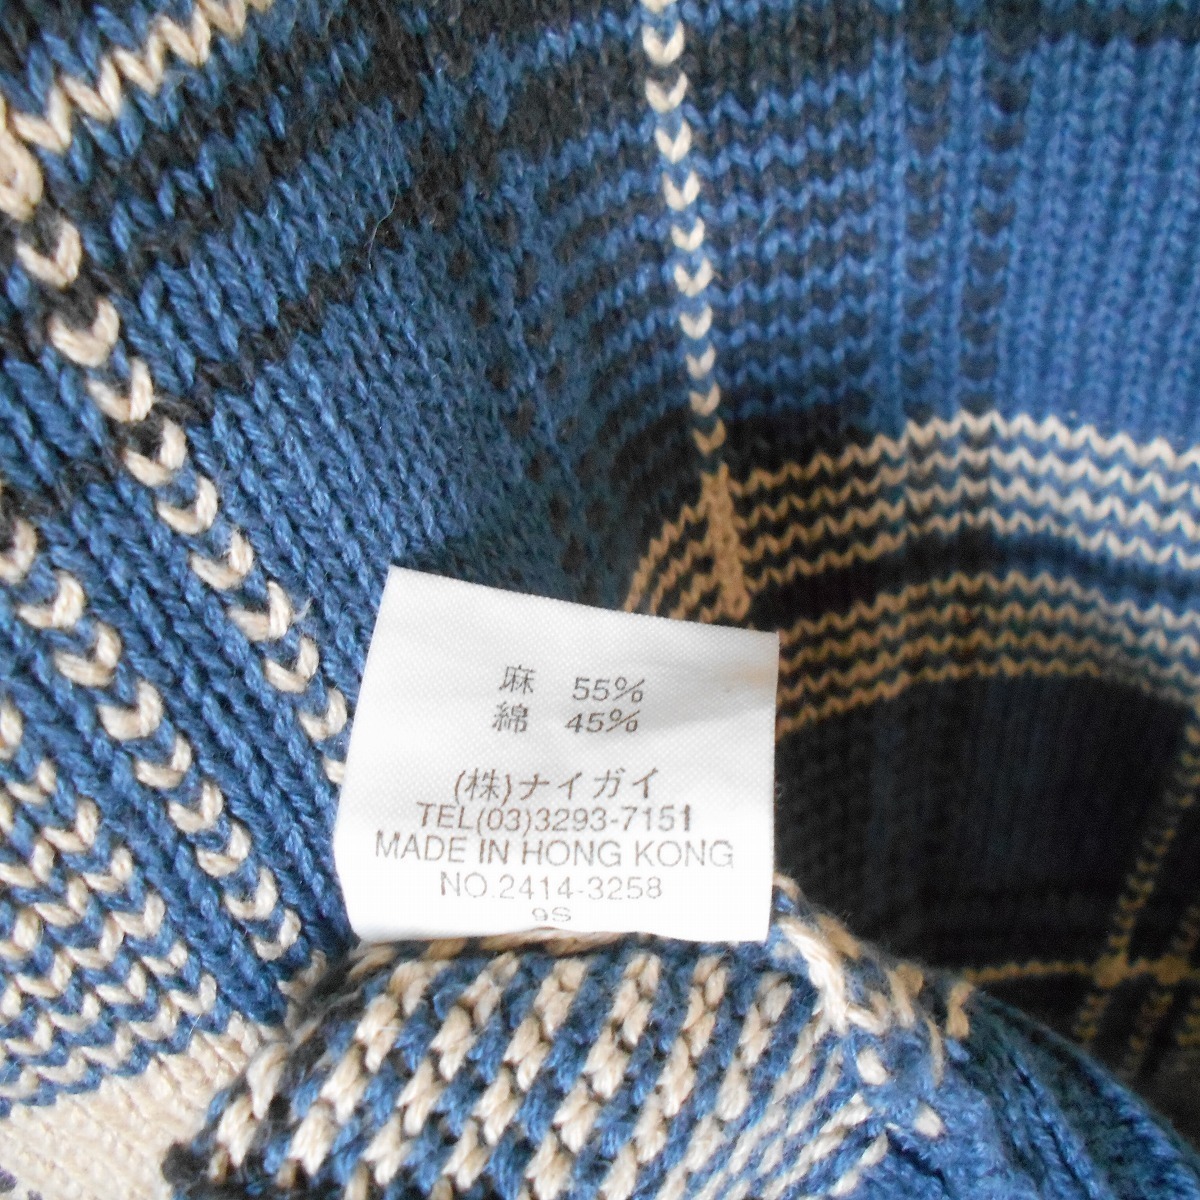 麻 55%
綿 45%
(株)ナイガイ
TEL(03)3293-7151
MADE IN HONG KONG
NO.2414-3258
9S